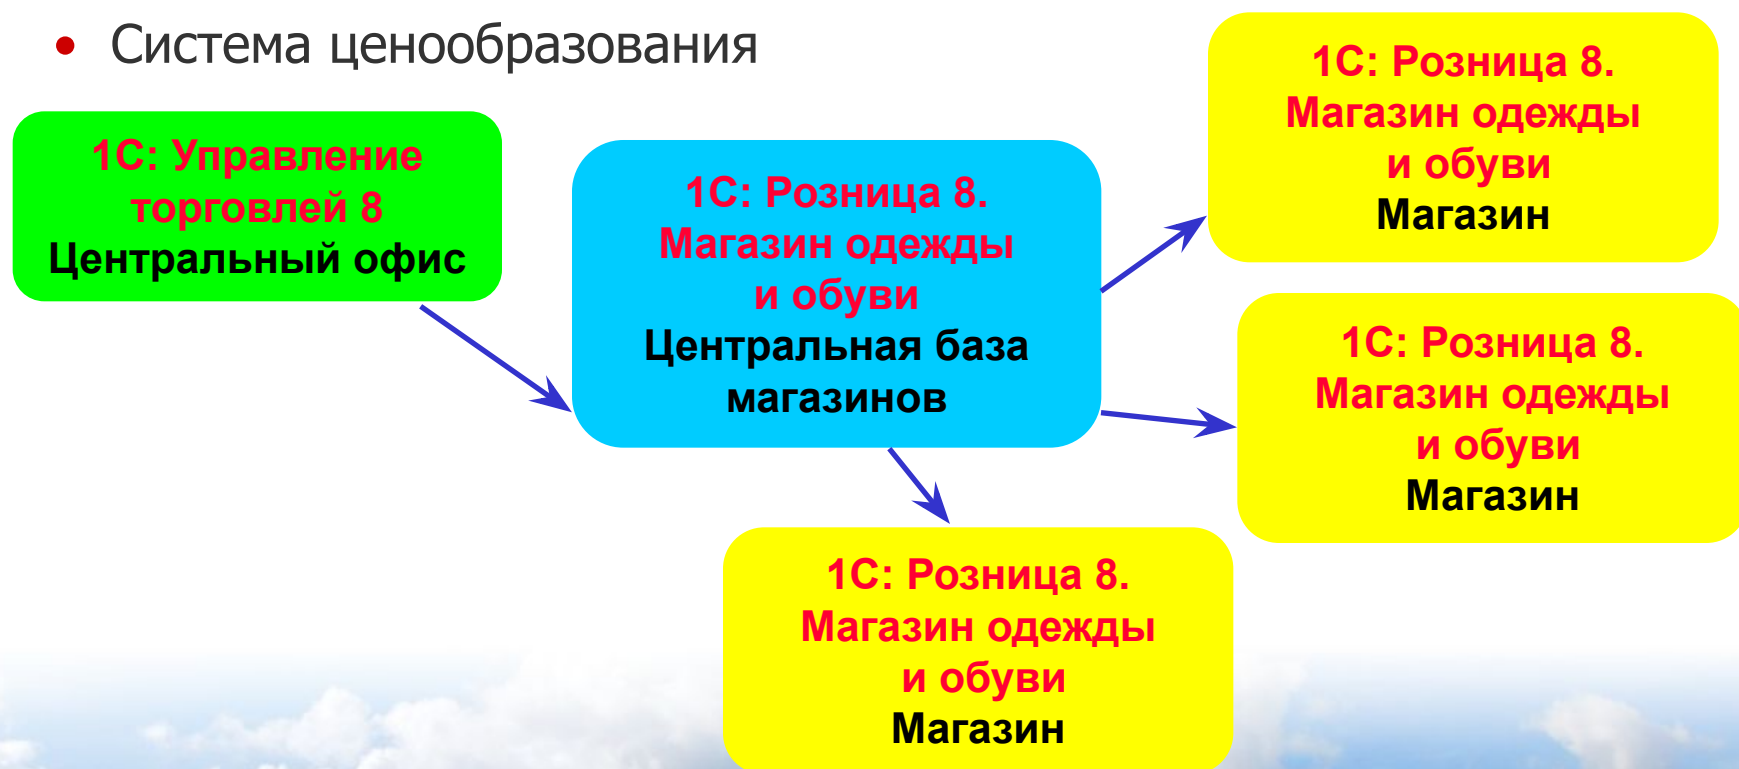 • Система ценообразования
1С: Управление
торговлей 8
Центральный офис
1С: Розница 8.
Магазин одежды
и обуви
Центральная база
магазинов
1С: Розница 8.
Магазин одежды
и обуви
Магазин
1С: Розница 8.
Магазин одежды
и обуви
Магазин
1С: Розница 8.
Магазин одежды
и обуви
Магазин